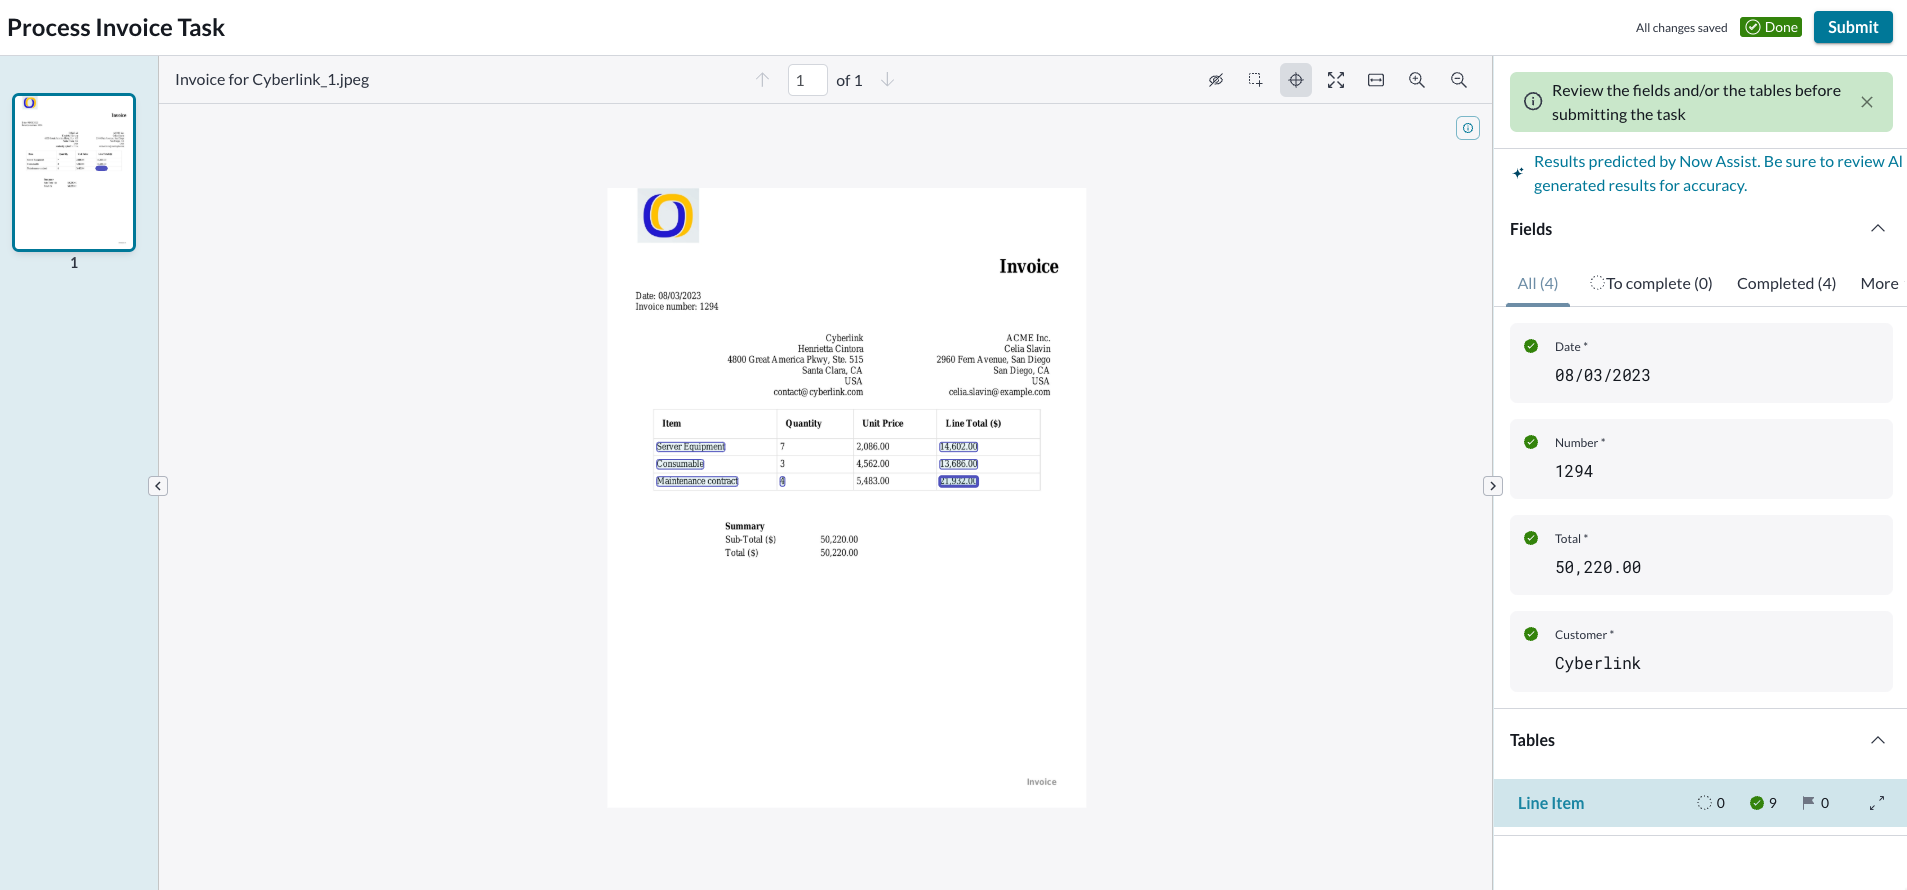 Process Invoice Task
All changes saved
Done
Submit
Invoice for Cyberlink_1.jpeg
1 of 1
1
Invoice
Date: 08/03/2023
Invoice number: 1294
Cyberlink
Henrietta Cintora
4800 Great America Pkwy, Ste. 515
Santa Clara, CA
USA
contact@cyberlink.com
ACME Inc.
Celia Slavin
2960 Fern Avenue, San Diego
San Diego, CA
USA
celia.slavin@example.com
Item Quantity Unit Price Line Total ($)
Server Equipment 7 2,086.00 14,602.00
Consumable 3 4,562.00 13,686.00
Maintenance contract 4 5,483.00 21,932.00
Summary
Sub-Total ($) 50,220.00
Total ($) 50,220.00
Invoice
Review the fields and/or the tables before
submitting the task
Results predicted by Now Assist. Be sure to review AI
generated results for accuracy.
Fields
All (4) To complete (0) Completed (4) More
Date *
08/03/2023
Number *
1294
Total *
50,220.00
Customer *
Cyberlink
Tables
Line Item 0 9 0